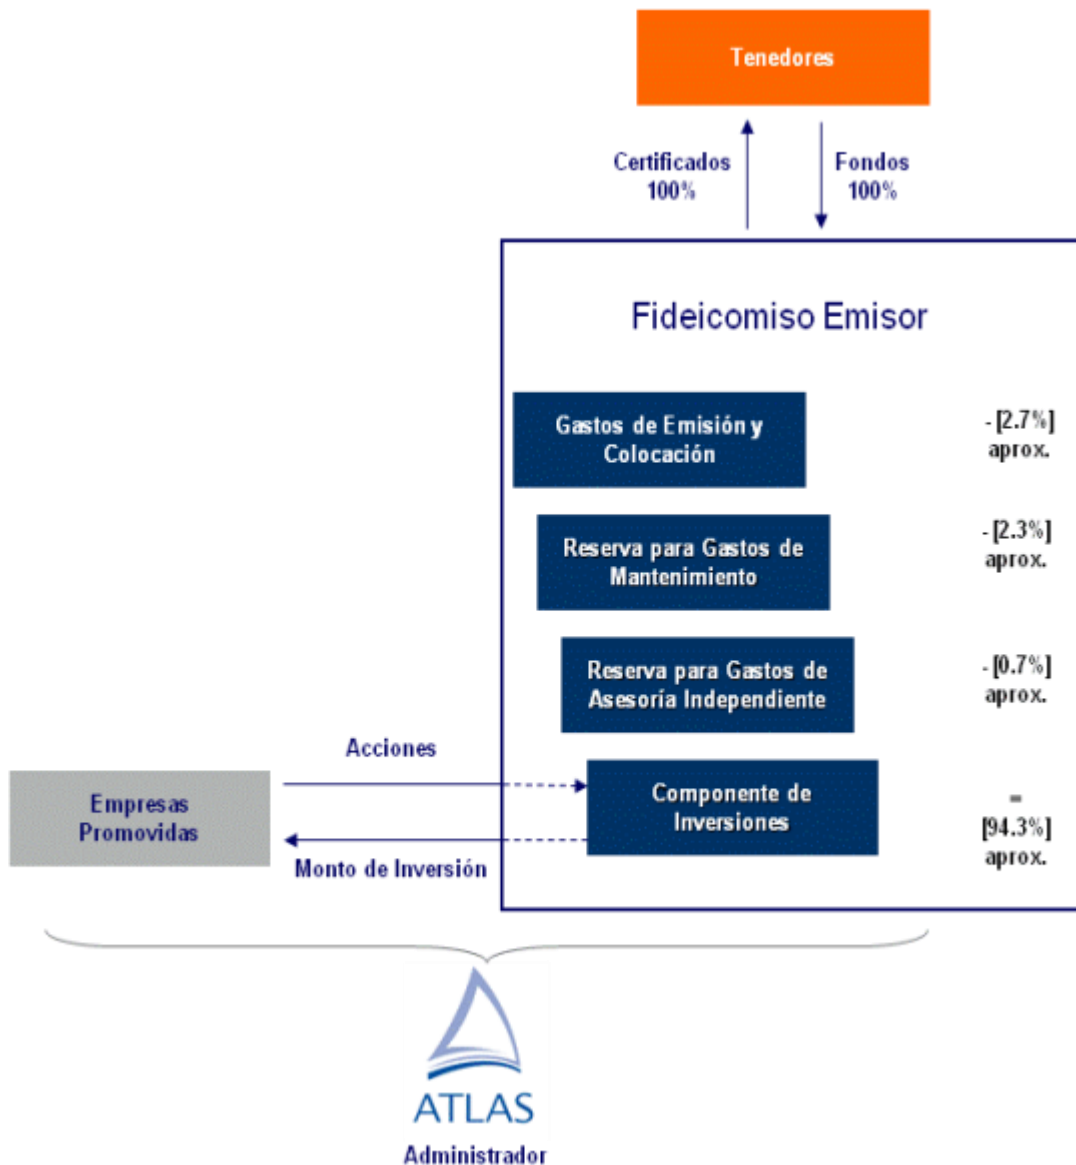 Tenedores
Certificados
100%
Fondos
100%
Fideicomiso Emisor
Gastos de Emisión y
Colocación
- [2.7%]
aprox.
Reserva para Gastos de
Mantenimiento
- [2.3%]
aprox.
Reserva para Gastos de
Asesoría Independiente
- [0.7%]
aprox.
Acciones
Empresas
Promovidas
Monto de Inversión
Componente de
Inversiones
=
[94.3%]
aprox.
ATLAS
Administrador